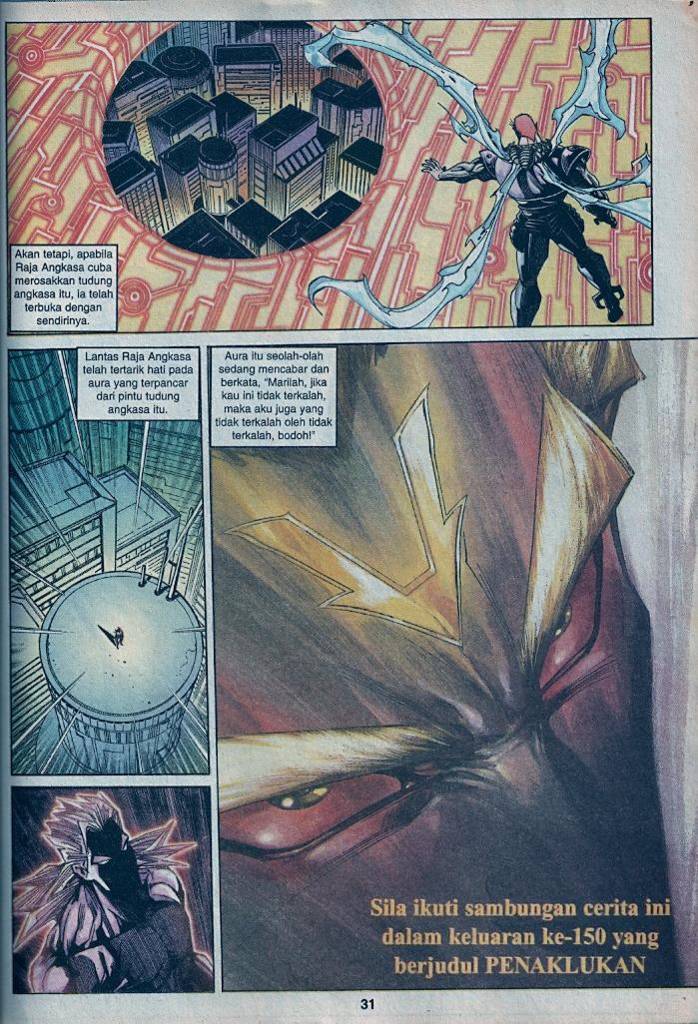 Akan tetapi, apabila
Raja Angkasa cuba
merosakkan tudung
angkasa itu, ia telah
terbuka dengan
sendirinya.
Lantas Raja Angkasa
telah tertarik hati pada
aura yang terpancar
dari pintu tudung
angkasa itu.
Aura itu seolah-olah
sedang mencabar dan
berkata, "Marilah, jika
kau ini tidak terkalah,
maka aku juga yang
tidak terkalah oleh tidak
terkalah, bodoh!"
Sila ikuti sambungan cerita ini
dalam keluaran ke-150 yang
berjudul PENAKLUKAN
31